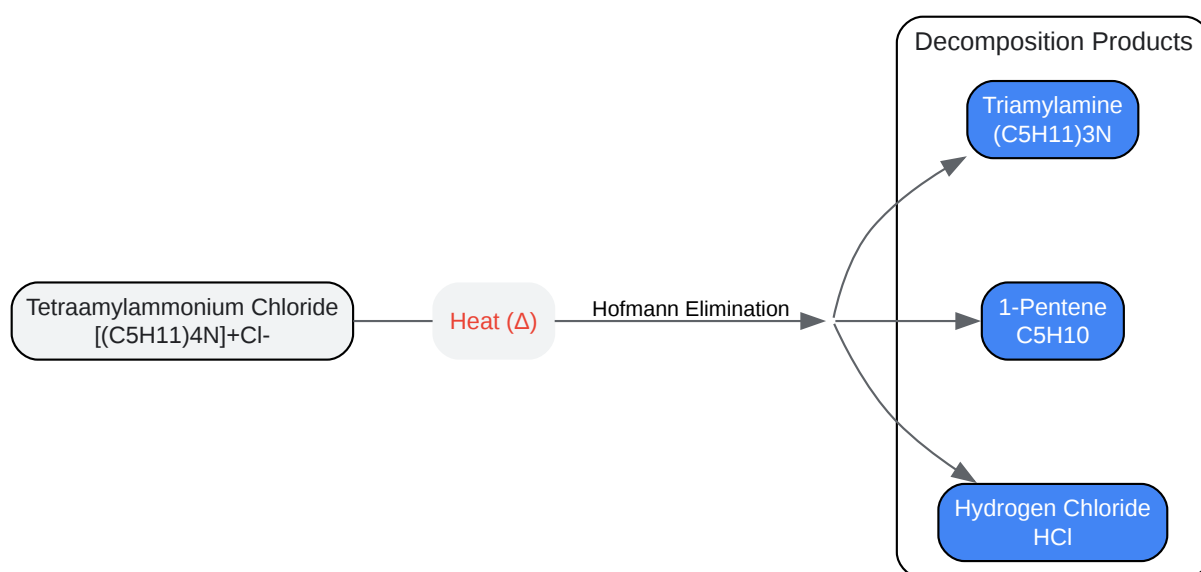 Decomposition Products
Triamylamine
(C5H11)3N
Tetraamylammonium Chloride
[(C5H11)4N]+Cl-
Heat (Δ)
Hofmann Elimination
1-Pentene
C5H10
Hydrogen Chloride
HCl